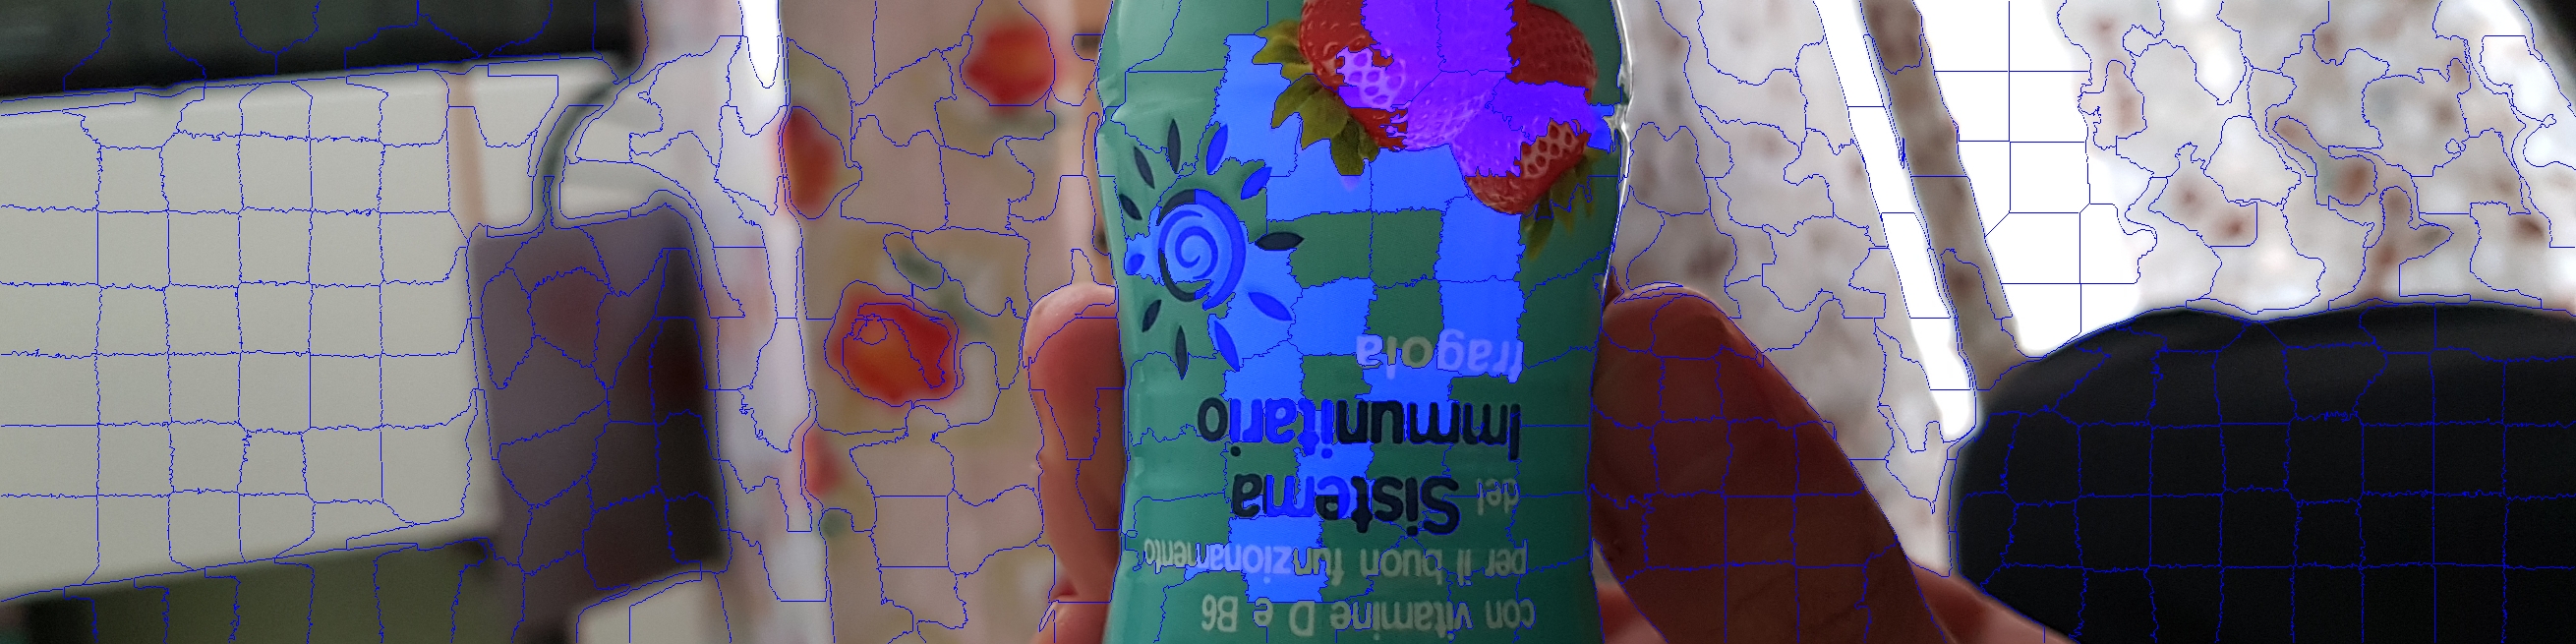 con vitamine D e B6
per il buon funzionamento
del Sistema
Immunitario
fragola